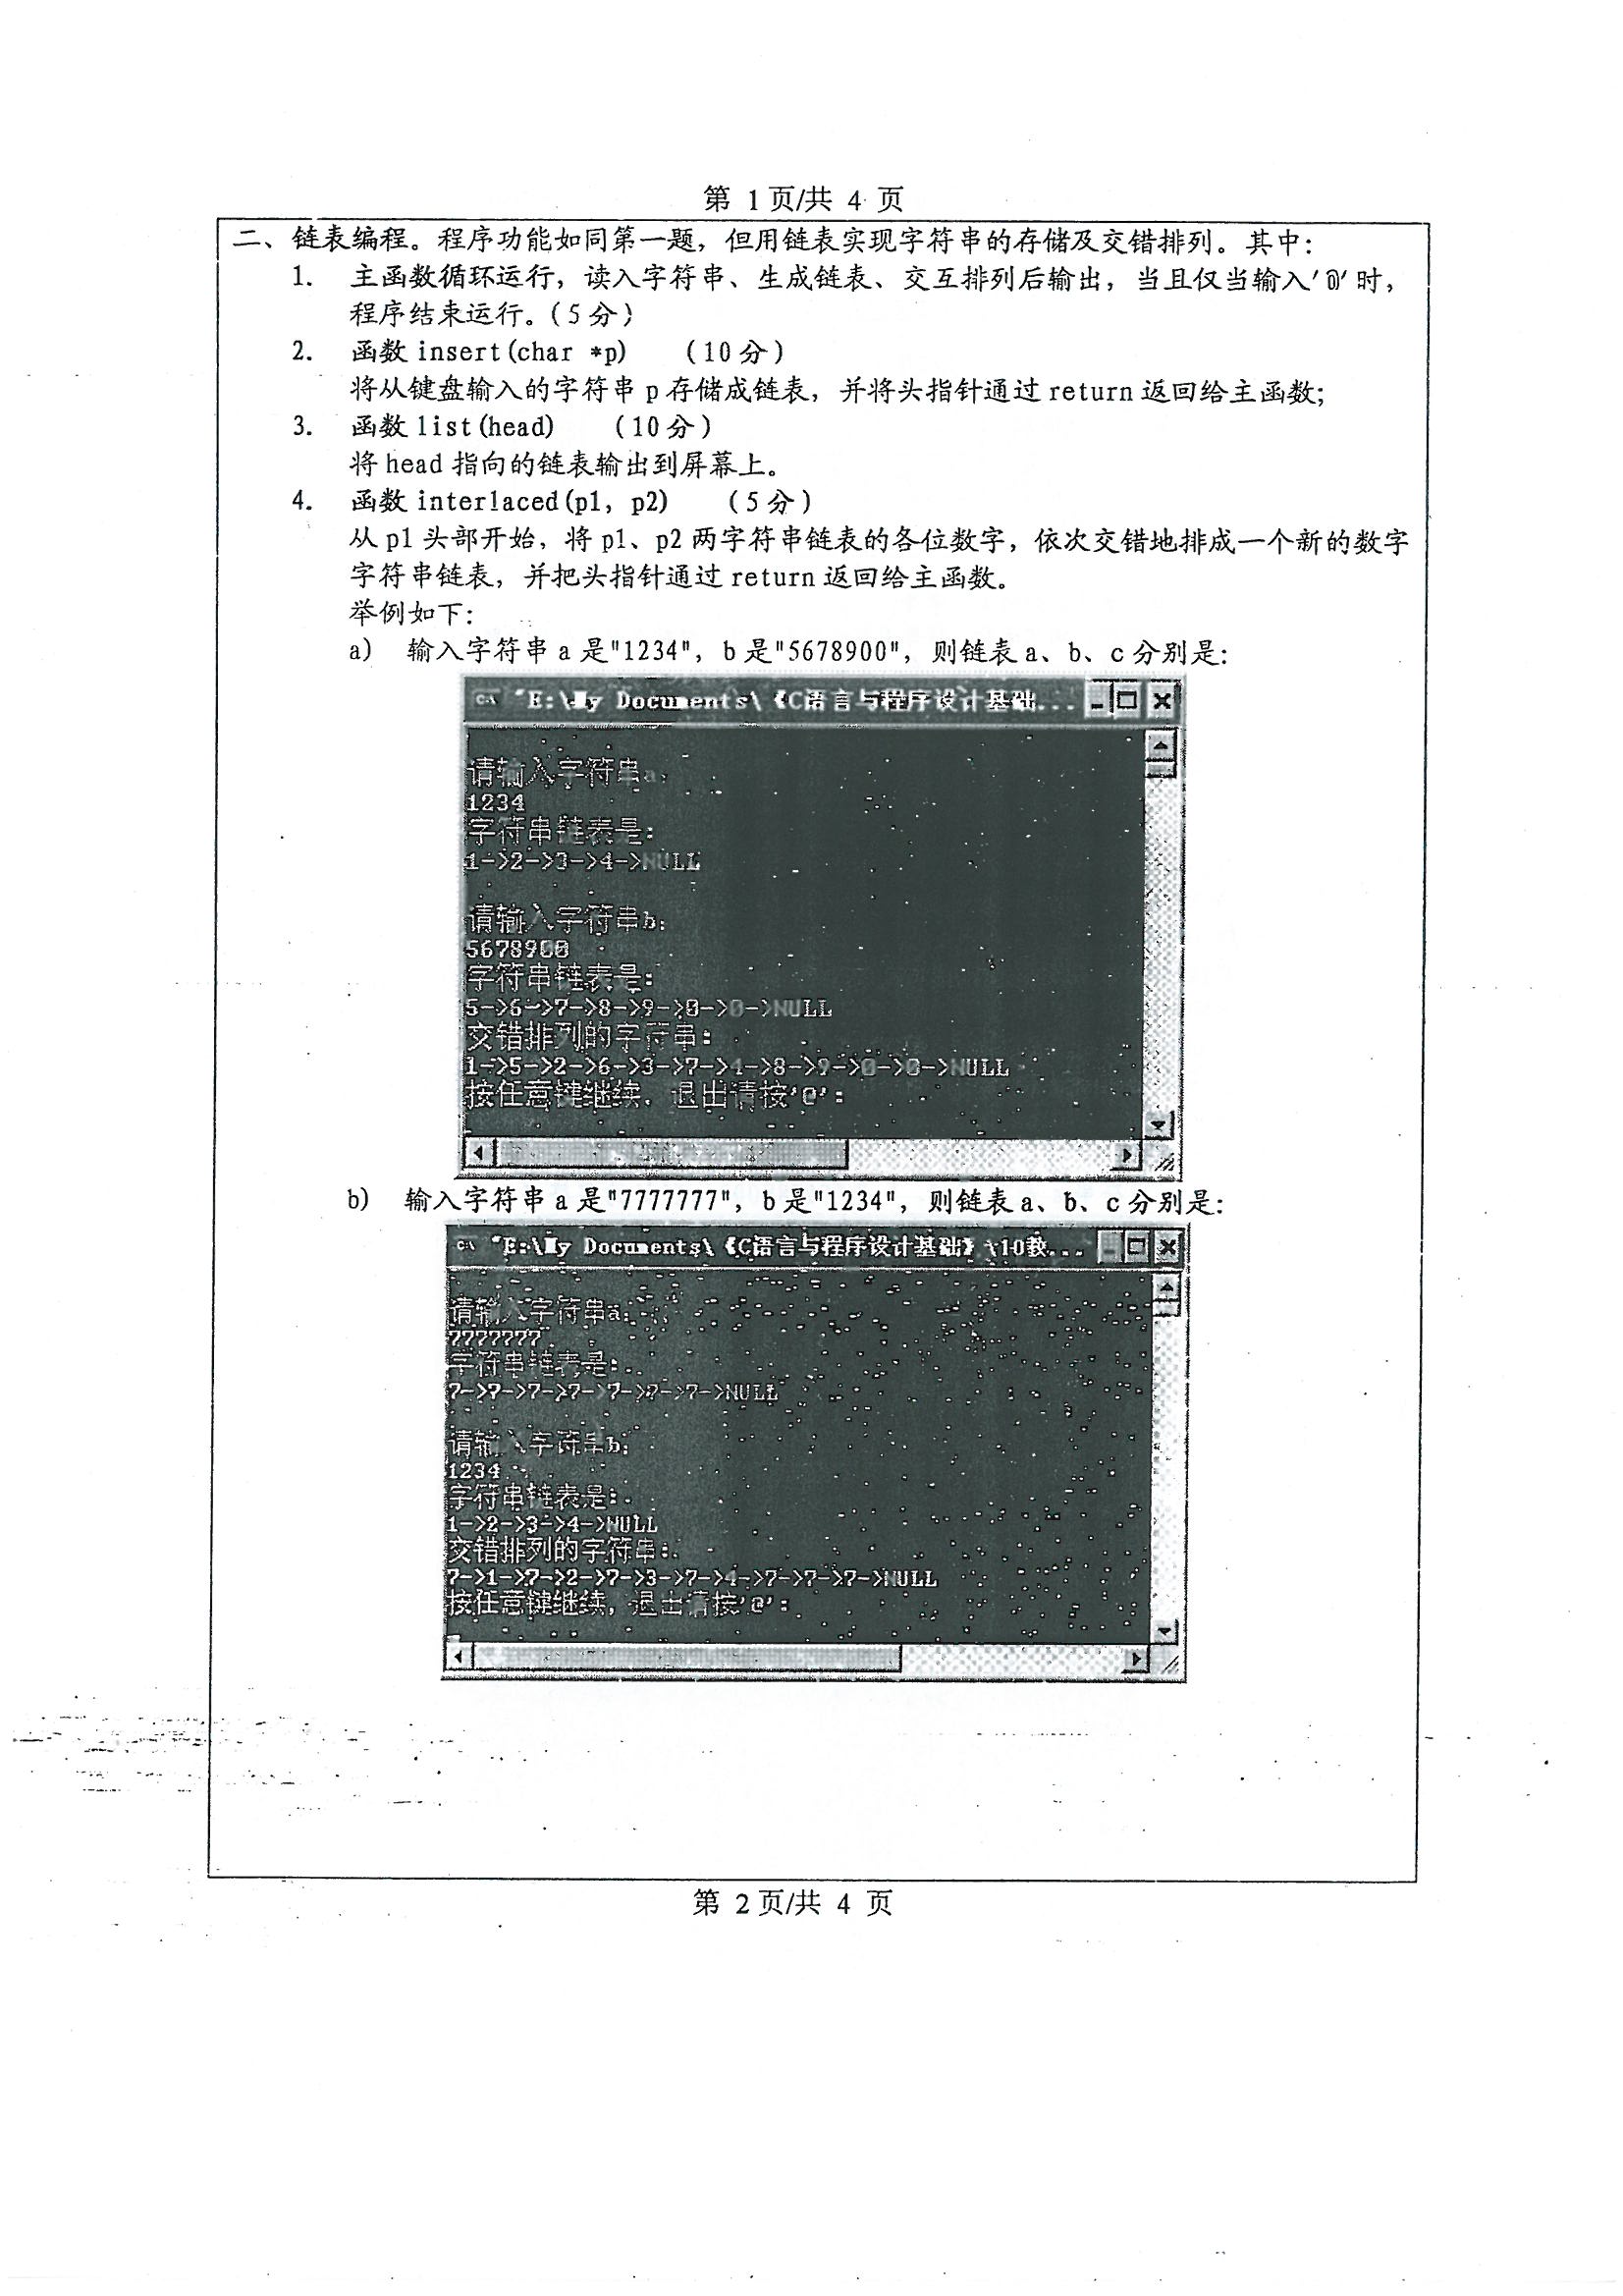 第 1 页/共 4 页
二、链表编程。程序功能如同第一题，但用链表实现字符串的存储及交错排列。其中：
1. 主函数循环运行，读入字符串、生成链表、交互排列后输出，当且仅当输入'@'时，
程序结束运行。(5分)
2. 函数 insert(char *p) (10分)
将从键盘输入的字符串 p 存储成链表，并将头指针通过 return 返回给主函数；
3. 函数 list(head) (10分)
将 head 指向的链表输出到屏幕上。
4. 函数 interlaced(p1, p2) (5分)
从 p1 头部开始，将 p1、p2 两字符串链表的各位数字，依次交错地排成一个新的数字
字符串链表，并把头指针通过 return 返回给主函数。
举例如下：
a) 输入字符串 a 是"1234"，b 是"5678900"，则链表 a、b、c 分别是：
"E:\My Documents\《C语言与程序设计基础...
请输入字符串a：
1234
字符串链表是：
1->2->3->4->NULL
请输入字符串b：
5678900
字符串链表是：
5->6->7->8->9->0->0->NULL
交错排列的字符串：
1->5->2->6->3->7->4->8->9->0->0->NULL
按任意键继续，退出请按'@'：
b) 输入字符串 a 是"7777777"，b 是"1234"，则链表 a、b、c 分别是：
"E:\My Documents\《C语言与程序设计基础》\10教...
请输入字符串a：
7777777
字符串链表是：
7->7->7->7->7->7->7->NULL
请输入字符串b：
1234
字符串链表是：
1->2->3->4->NULL
交错排列的字符串：
7->1->7->2->7->3->7->4->7->7->7->NULL
按任意键继续，退出请按'@'：
第 2 页/共 4 页